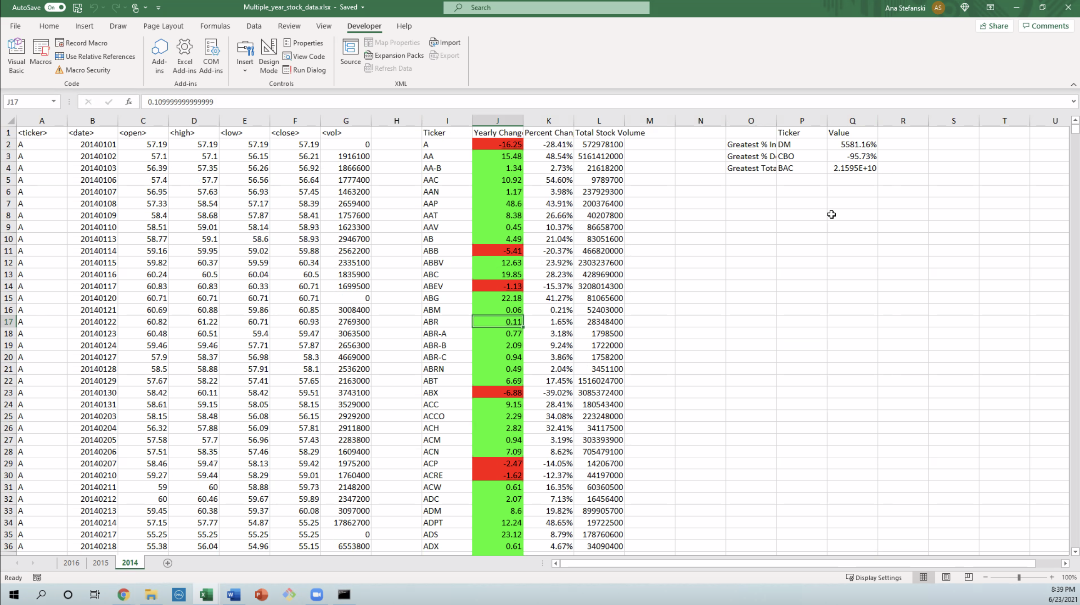 AutoSave On Multiple_year_stock_data.xlsx - Saved Search Ana Stefanski AS
File Home Insert Draw Page Layout Formulas Data Review View Developer Help Share Comments
Visual Basic Macros Record Macro Use Relative References Macro Security Code
Add-ins Excel Add-ins COM Add-ins Add-ins
Insert Design Mode Properties View Code Run Dialog Controls
Source Map Properties Expansion Packs Refresh Data Import Export XML
J17 fx 0.109999999999999
A B C D E F G H I J K L M N O P Q R S T U
1 <ticker> <date> <open> <high> <low> <close> <vol> Ticker Yearly Chang Percent Chan Total Stock Volume Ticker Value
2 A 20140101 57.19 57.19 57.19 57.19 0 A -16.25 -28.41% 572978100 Greatest % In DM 5581.16%
3 A 20140102 57.1 57.1 56.15 56.21 1916100 AA 15.48 6.54% 5161412000 Greatest % D CBO -95.73%
4 A 20140103 56.39 57.35 56.26 56.92 1866600 AA-B 1.34 2.73% 21618200 Greatest Tota BAC 2.1595E+10
5 A 20140106 57.4 57.7 56.56 56.64 1777400 AAC 10.92 54.60% 9789700
6 A 20140107 56.95 57.63 56.93 57.45 1463200 AAN 1.17 3.98% 237929300
7 A 20140108 57.33 58.54 57.17 58.39 2659400 AAP 48.6 43.91% 200376400
8 A 20140109 58.4 58.68 57.87 58.41 1757600 AAT 8.38 26.66% 40207800
9 A 20140110 58.51 59.01 58.14 58.93 1623300 AAV 0.45 10.37% 86658700
10 A 20140113 58.77 59.1 58.6 58.93 2946700 AB 4.49 21.04% 83051600
11 A 20140114 59.16 59.95 59.02 59.88 2562200 ABB -5.41 -20.37% 466820000
12 A 20140115 59.82 60.37 59.59 60.34 2335100 ABBV 12.63 23.92% 2303237600
13 A 20140116 60.24 60.5 60.04 60.5 1835900 ABC 19.85 28.23% 428969000
14 A 20140117 60.83 60.83 60.33 60.71 1699500 ABEV -1.13 -15.37% 3208014300
15 A 20140120 60.71 60.71 60.71 60.71 0 ABG 22.18 41.27% 81065600
16 A 20140121 60.69 60.88 59.86 60.85 3008400 ABM 0.06 0.21% 52403000
17 A 20140122 60.82 61.22 60.71 60.93 2769300 ABR 0.11 1.65% 28348400
18 A 20140123 60.48 60.51 59.4 59.47 3063500 ABR-A 0.77 3.18% 1798500
19 A 20140124 59.46 59.46 57.71 57.87 2656300 ABR-B 2.09 9.24% 1722000
20 A 20140127 57.9 58.37 56.98 58.3 4669000 ABR-C 0.94 3.86% 1758200
21 A 20140128 58.5 58.88 57.91 58.1 2536200 ABRN 0.49 2.04% 3451100
22 A 20140129 57.67 58.22 57.41 57.65 2163000 ABT 6.69 17.45% 1516024700
23 A 20140130 58.42 60.11 58.42 59.51 3743100 ABX -6.88 -39.02% 3085372400
24 A 20140131 58.61 59.15 58.05 58.15 3529000 ACC 9.15 28.41% 180543400
25 A 20140203 58.15 58.48 56.08 56.15 2929200 ACCO 2.29 34.08% 223248000
26 A 20140204 56.32 57.88 56.09 57.81 2911800 ACH 2.82 32.41% 34117500
27 A 20140205 57.58 57.7 56.96 57.43 2283800 ACM 0.94 3.19% 303393900
28 A 20140206 57.51 58.35 57.46 58.29 1609400 ACN 7.09 8.62% 705479100
29 A 20140207 58.46 59.47 58.13 59.42 1975200 ACP -2.47 -14.05% 14206700
30 A 20140210 59.27 59.44 58.29 59.01 1760400 ACRE -1.62 -12.37% 44197000
31 A 20140211 59 60 58.88 59.73 2148200 ACW 0.61 16.35% 60360500
32 A 20140212 60 60.46 59.67 59.89 2347000 ADC 2.07 7.13% 16456400
33 A 20140213 59.45 60.38 59.37 60.08 3097000 ADM 8.6 19.82% 899905700
34 A 20140214 57.15 57.77 54.87 55.25 17862000 ADPT 12.24 48.65% 19722500
35 A 20140217 55.25 55.25 55.25 55.25 0 ADS 23.12 8.79% 178760600
36 A 20140218 55.38 56.04 54.96 55.15 6553800 ADX 0.61 4.67% 34090400
2016 2015 2014
Ready Display Settings 100%
8:39 PM
6/23/2021